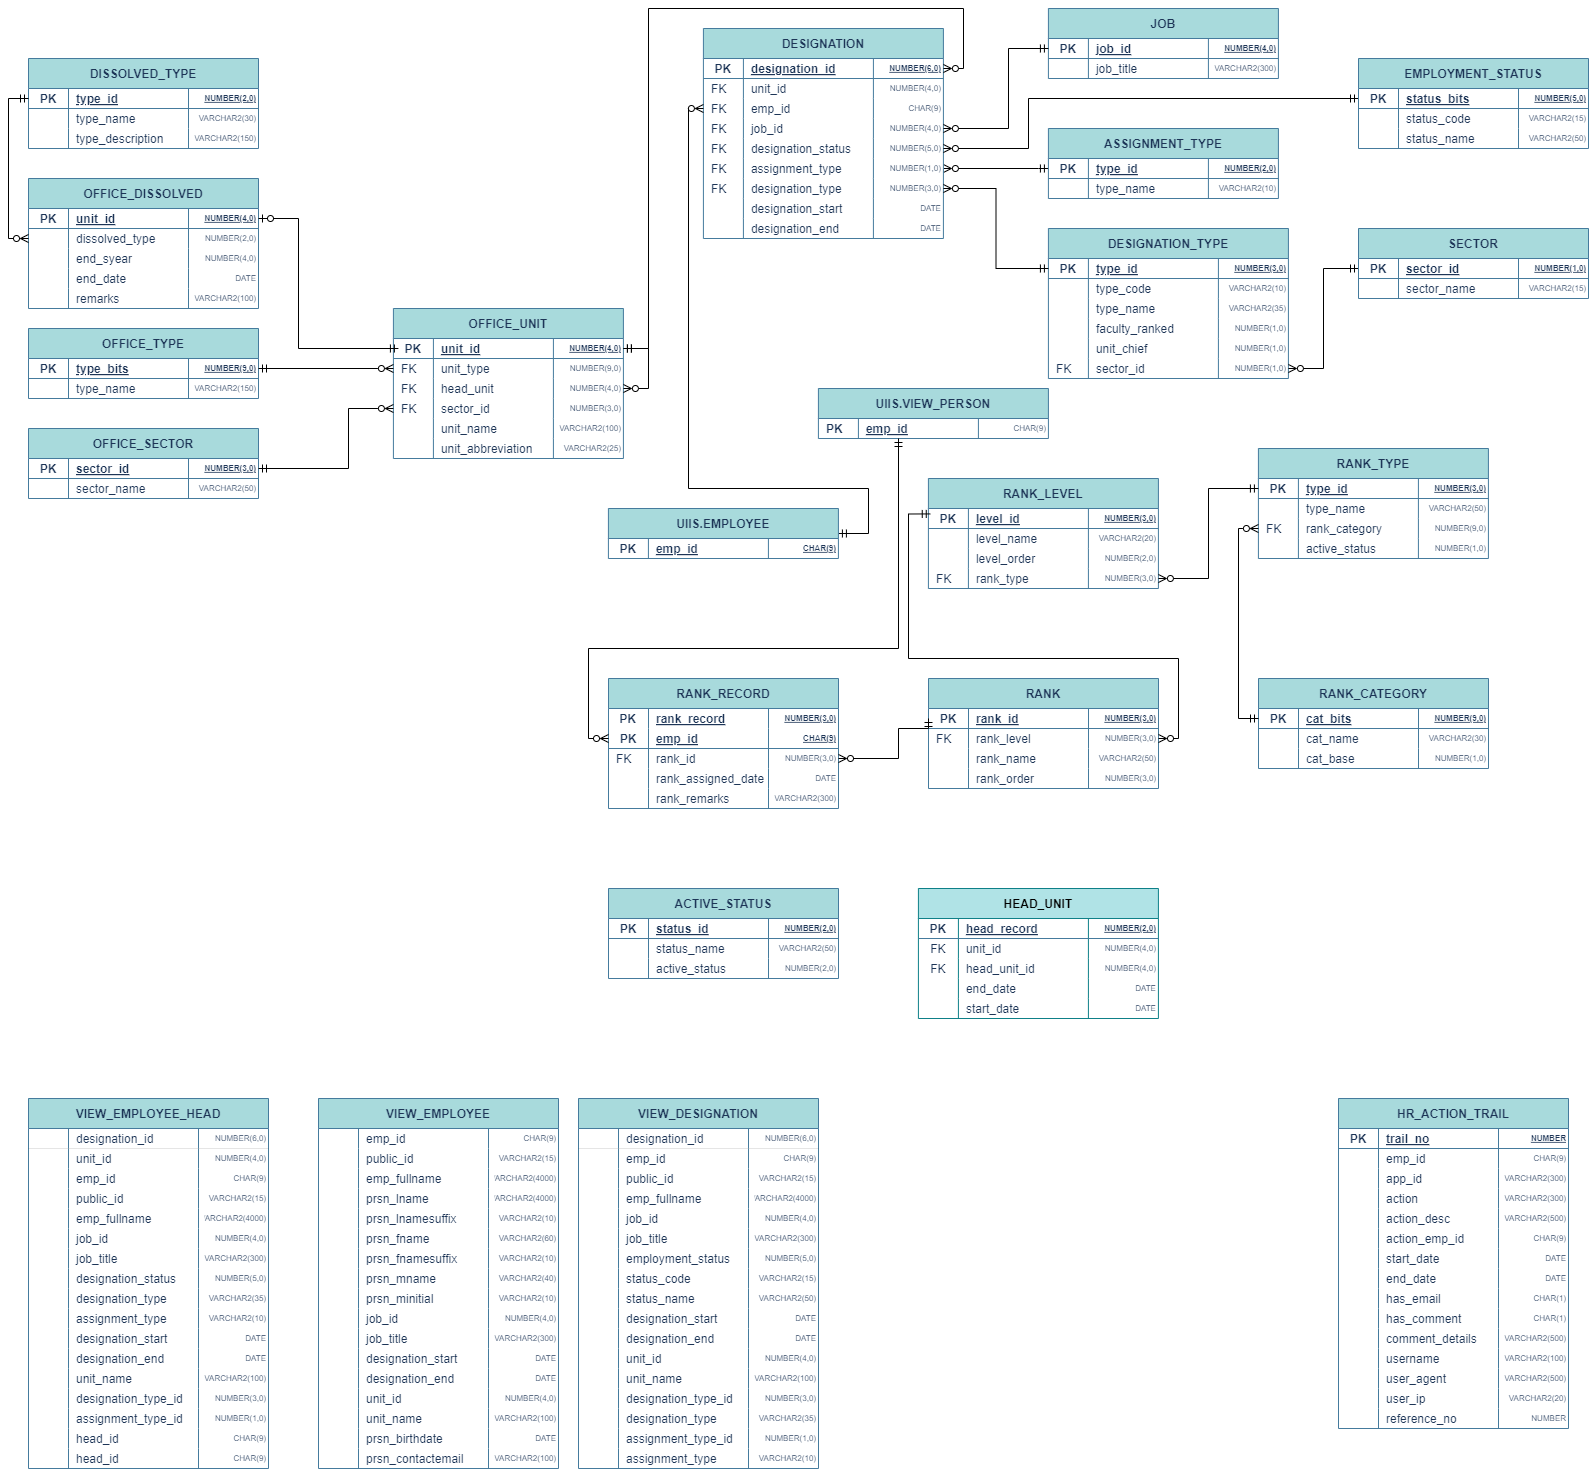 DISSOLVED_TYPE
PK type_id NUMBER(2,0)
type_name VARCHAR2(30)
type_description VARCHAR2(150)
OFFICE_DISSOLVED
PK unit_id NUMBER(4,0)
dissolved_type NUMBER(2,0)
end_syear NUMBER(4,0)
end_date DATE
remarks VARCHAR2(100)
OFFICE_TYPE
PK type_bits NUMBER(9,0)
type_name VARCHAR2(150)
OFFICE_SECTOR
PK sector_id NUMBER(3,0)
sector_name VARCHAR2(50)
OFFICE_UNIT
PK unit_id NUMBER(4,0)
FK unit_type NUMBER(9,0)
FK head_unit NUMBER(4,0)
FK sector_id NUMBER(3,0)
unit_name VARCHAR2(100)
unit_abbreviation VARCHAR2(25)
DESIGNATION
PK designation_id NUMBER(6,0)
FK unit_id NUMBER(4,0)
FK emp_id CHAR(9)
FK job_id NUMBER(4,0)
FK designation_status NUMBER(5,0)
FK assignment_type NUMBER(1,0)
FK designation_type NUMBER(3,0)
designation_start DATE
designation_end DATE
JOB
PK job_id NUMBER(4,0)
job_title VARCHAR2(300)
EMPLOYMENT_STATUS
PK status_bits NUMBER(5,0)
status_code VARCHAR2(15)
status_name VARCHAR2(50)
ASSIGNMENT_TYPE
PK type_id NUMBER(2,0)
type_name VARCHAR2(10)
DESIGNATION_TYPE
PK type_id NUMBER(3,0)
type_code VARCHAR2(10)
type_name VARCHAR2(35)
faculty_ranked NUMBER(1,0)
unit_chief NUMBER(1,0)
FK sector_id NUMBER(1,0)
SECTOR
PK sector_id NUMBER(1,0)
sector_name VARCHAR2(15)
UIIS.VIEW_PERSON
PK emp_id CHAR(9)
UIIS.EMPLOYEE
PK emp_id CHAR(9)
RANK_LEVEL
PK level_id NUMBER(3,0)
level_name VARCHAR2(20)
level_order NUMBER(2,0)
FK rank_type NUMBER(3,0)
RANK_TYPE
PK type_id NUMBER(3,0)
type_name VARCHAR2(50)
FK rank_category NUMBER(9,0)
active_status NUMBER(1,0)
RANK_RECORD
PK rank_record NUMBER(3,0)
PK emp_id CHAR(9)
FK rank_id NUMBER(3,0)
rank_assigned_date DATE
rank_remarks VARCHAR2(300)
RANK
PK rank_id NUMBER(3,0)
FK rank_level NUMBER(3,0)
rank_name VARCHAR2(50)
rank_order NUMBER(3,0)
RANK_CATEGORY
PK cat_bits NUMBER(9,0)
cat_name VARCHAR2(30)
cat_base NUMBER(1,0)
ACTIVE_STATUS
PK status_id NUMBER(2,0)
status_name VARCHAR2(50)
active_status NUMBER(2,0)
HEAD_UNIT
PK head_record NUMBER(2,0)
FK unit_id NUMBER(4,0)
FK head_unit_id NUMBER(4,0)
end_date DATE
start_date DATE
VIEW_EMPLOYEE_HEAD
designation_id NUMBER(6,0)
unit_id NUMBER(4,0)
emp_id CHAR(9)
public_id VARCHAR2(15)
emp_fullname ARCHAR2(4000)
job_id NUMBER(4,0)
job_title VARCHAR2(300)
designation_status NUMBER(5,0)
designation_type VARCHAR2(35)
assignment_type VARCHAR2(10)
designation_start DATE
designation_end DATE
unit_name VARCHAR2(100)
designation_type_id NUMBER(3,0)
assignment_type_id NUMBER(1,0)
head_id CHAR(9)
head_id CHAR(9)
VIEW_EMPLOYEE
emp_id CHAR(9)
public_id VARCHAR2(15)
emp_fullname ARCHAR2(4000)
prsn_lname ARCHAR2(4000)
prsn_lnamesuffix VARCHAR2(10)
prsn_fname VARCHAR2(60)
prsn_fnamesuffix VARCHAR2(10)
prsn_mname VARCHAR2(40)
prsn_minitial VARCHAR2(10)
job_id NUMBER(4,0)
job_title VARCHAR2(300)
designation_start DATE
designation_end DATE
unit_id NUMBER(4,0)
unit_name VARCHAR2(100)
prsn_birthdate DATE
prsn_contactemail VARCHAR2(100)
VIEW_DESIGNATION
designation_id NUMBER(6,0)
emp_id CHAR(9)
public_id VARCHAR2(15)
emp_fullname ARCHAR2(4000)
job_id NUMBER(4,0)
job_title VARCHAR2(300)
employment_status NUMBER(5,0)
status_code VARCHAR2(15)
status_name VARCHAR2(50)
designation_start DATE
designation_end DATE
unit_id NUMBER(4,0)
unit_name VARCHAR2(100)
designation_type_id NUMBER(3,0)
designation_type VARCHAR2(35)
assignment_type_id NUMBER(1,0)
assignment_type VARCHAR2(10)
HR_ACTION_TRAIL
PK trail_no NUMBER
emp_id CHAR(9)
app_id VARCHAR2(300)
action VARCHAR2(300)
action_desc VARCHAR2(500)
action_emp_id CHAR(9)
start_date DATE
end_date DATE
has_email CHAR(1)
has_comment CHAR(1)
comment_details VARCHAR2(500)
username VARCHAR2(100)
user_agent VARCHAR2(500)
user_ip VARCHAR2(20)
reference_no NUMBER